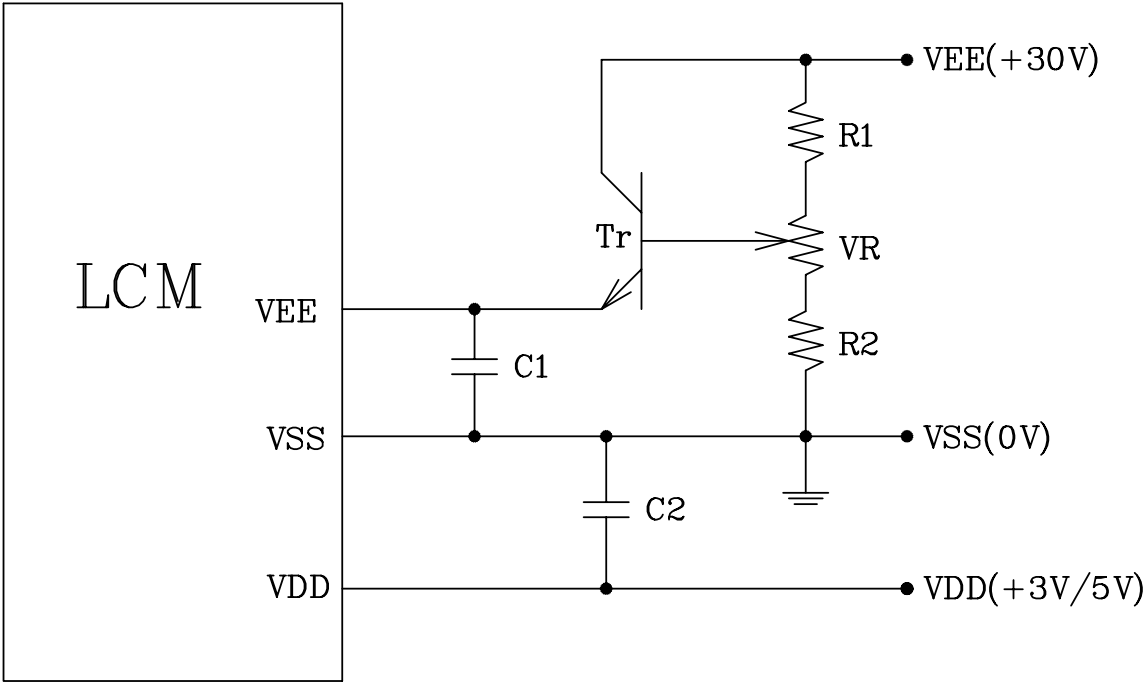 VEE(+30V)
R1
Tr
VR
LCM
VEE
R2
C1
VSS
VSS(0V)
C2
VDD
VDD(+3V/5V)